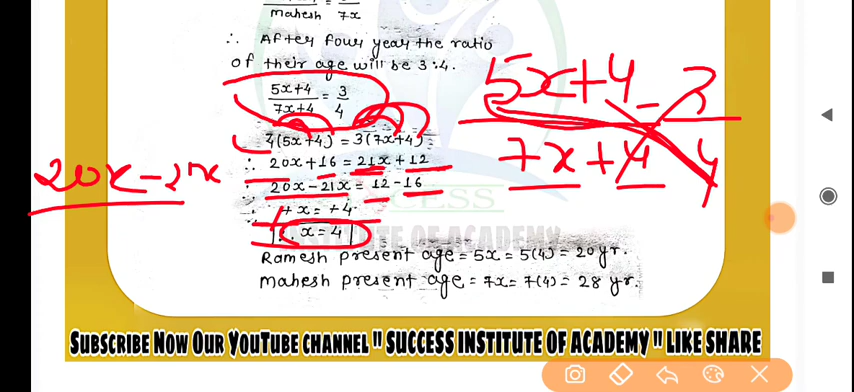 Mahesh 7x
∴ After four year the ratio
of their age will be 3:4.
5x+4 = 3
7x+4 4
4(5x+4) = 3(7x+4)
∴ 20x+16 = 21x+12
∴ 20x-21x = 12-16
∴ +x = +4
∴ x = 4
Ramesh present age = 5x = 5(4) = 20 yr.
Mahesh present age = 7x = 7(4) = 28 yr.
5x+4 - 3
7x+4 4
20x-21x
SUCCESS
INSTITUTE OF ACADEMY
SUBSCRIBE NOW OUR YOUTUBE CHANNEL " SUCCESS INSTITUTE OF ACADEMY " LIKE SHARE